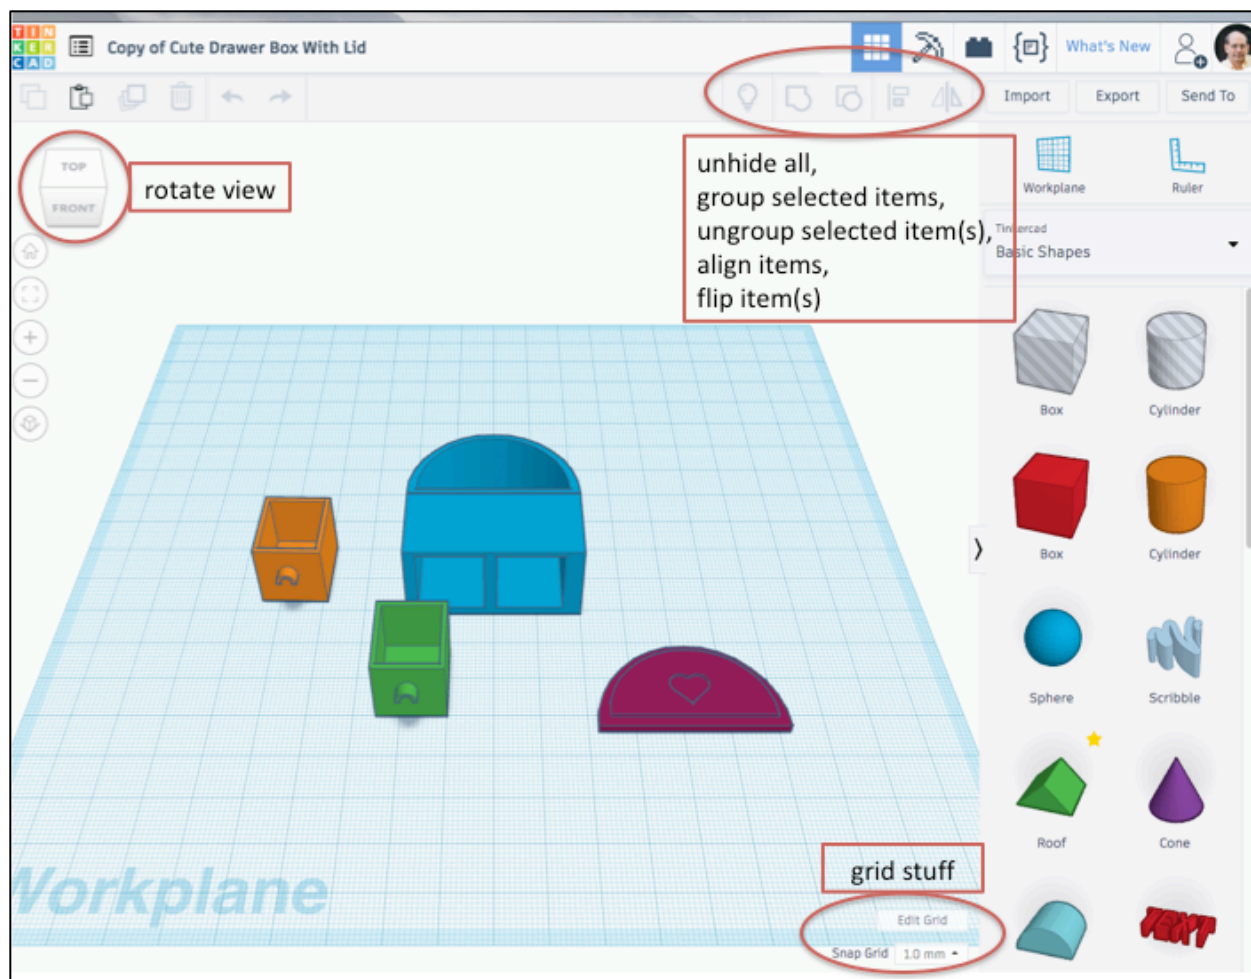 TIN
KER
CAD
Copy of Cute Drawer Box With Lid
What's New
Import
Export
Send To
TOP
FRONT
rotate view
unhide all,
group selected items,
ungroup selected item(s),
align items,
flip item(s)
Workplane
Ruler
Tinkercad
Basic Shapes
Box
Cylinder
Box
Cylinder
Sphere
Scribble
Roof
Cone
TEXT
Workplane
grid stuff
Edit Grid
Snap Grid 1.0 mm